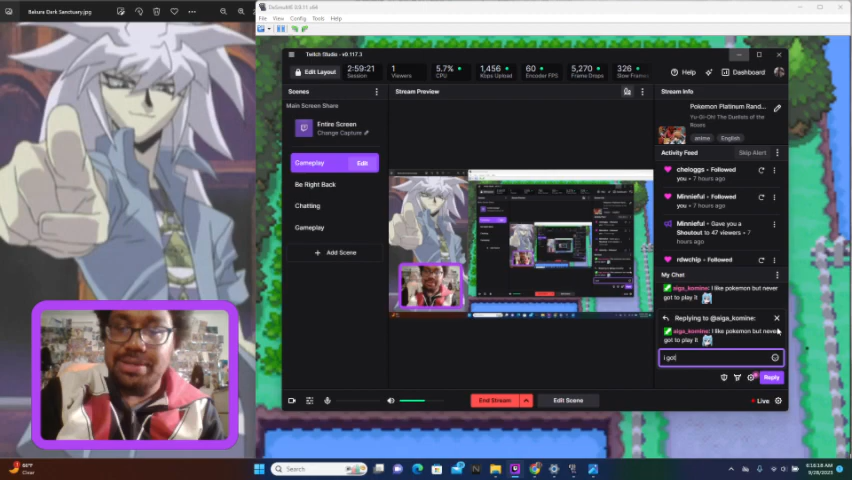 Bakura Dark Sanctuary.jpg
DeSmuME 0.9.11 x64
File View Config Tools Help
Twitch Studio - v0.117.3
Edit Layout
2:59:21
Session
1
Viewers
5.7%
CPU
1,456
Kbps Upload
60
Encoder FPS
5,270
Frame Drops
326
Slow Frames
Help
Dashboard
Scenes
Main Screen Share
Entire Screen
Change Capture
Gameplay Edit
Be Right Back
Chatting
Gameplay
Add Scene
Stream Preview
Stream Info
Pokemon Platinum Rand...
Yu-Gi-Oh! The Duelists of the
Roses
anime English
Activity Feed
Skip Alert
cheloggs • Followed
you • 7 hours ago
Minnieful • Followed
you • 7 hours ago
Minnieful • Gave you a
Shoutout to 47 viewers • 7
hours ago
rdwchip • Followed
My Chat
aiga_komine: I like pokemon but never
got to play it
Replying to @aiga_komine:
aiga_komine: I like pokemon but never
got to play it
i got
Reply
End Stream
Edit Scene
Live
Clear
Search
9/28/2023